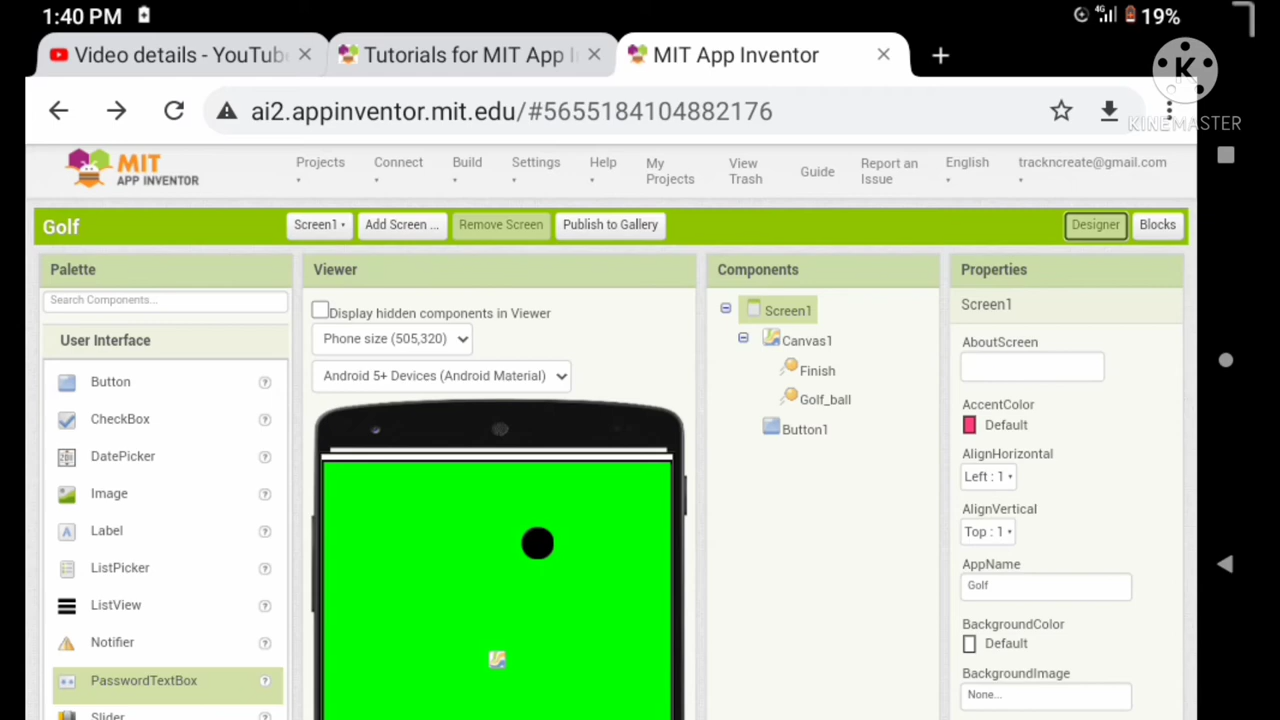 1:40 PM
4G 19%
Video details - YouTube
Tutorials for MIT App I
MIT App Inventor
ai2.appinventor.mit.edu/#5655184104882176
K
KINEMASTER
MIT
APP INVENTOR
Projects
Connect
Build
Settings
Help
My
Projects
View
Trash
Guide
Report an
Issue
English
trackncreate@gmail.com
Golf
Screen1
Add Screen ...
Remove Screen
Publish to Gallery
Designer
Blocks
Palette
Search Components...
User Interface
Button
CheckBox
DatePicker
Image
Label
ListPicker
ListView
Notifier
PasswordTextBox
Slider
Viewer
Display hidden components in Viewer
Phone size (505,320)
Android 5+ Devices (Android Material)
Components
Screen1
Canvas1
Finish
Golf_ball
Button1
Properties
Screen1
AboutScreen
AccentColor
Default
AlignHorizontal
Left : 1
AlignVertical
Top : 1
AppName
Golf
BackgroundColor
Default
BackgroundImage
None...